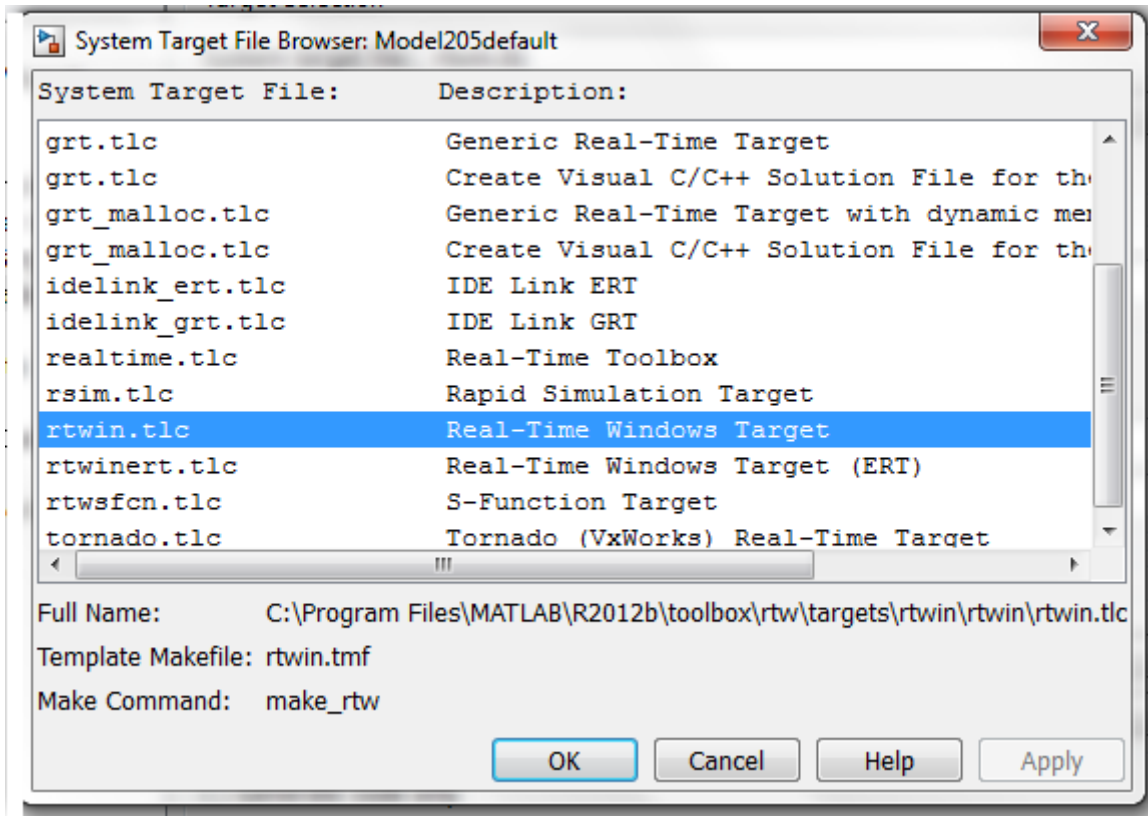 System Target File Browser: Model205default
System Target File: Description:
grt.tlc Generic Real-Time Target
grt.tlc Create Visual C/C++ Solution File for the
grt_malloc.tlc Generic Real-Time Target with dynamic mem
grt_malloc.tlc Create Visual C/C++ Solution File for the
idelink_ert.tlc IDE Link ERT
idelink_grt.tlc IDE Link GRT
realtime.tlc Real-Time Toolbox
rsim.tlc Rapid Simulation Target
rtwin.tlc Real-Time Windows Target
rtwinert.tlc Real-Time Windows Target (ERT)
rtwsfcn.tlc S-Function Target
tornado.tlc Tornado (VxWorks) Real-Time Target
Full Name: C:\Program Files\MATLAB\R2012b\toolbox\rtw\targets\rtwin\rtwin\rtwin.tlc
Template Makefile: rtwin.tmf
Make Command: make_rtw
OK Cancel Help Apply